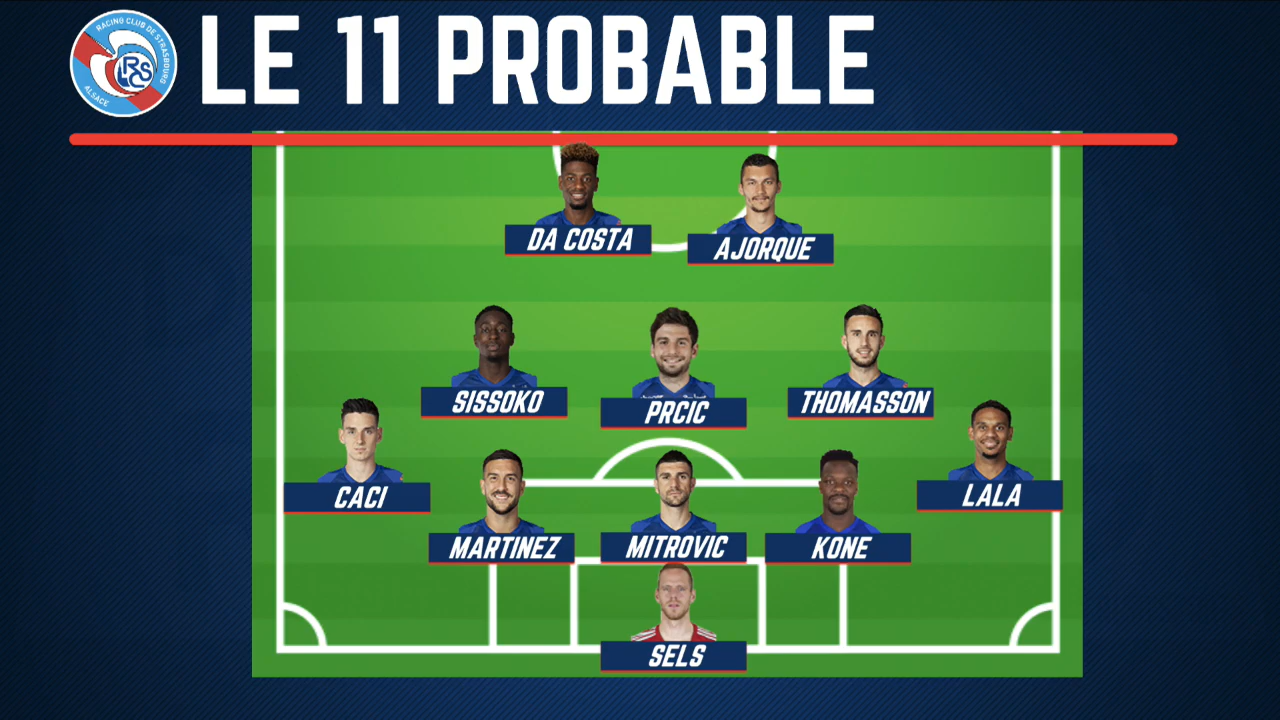 RACING CLUB DE STRASBOURG
ALSACE
RCS
LE 11 PROBABLE
DA COSTA
AJORQUE
SISSOKO
PRCIC
THOMASSON
CACI
LALA
MARTINEZ
MITROVIC
KONE
SELS